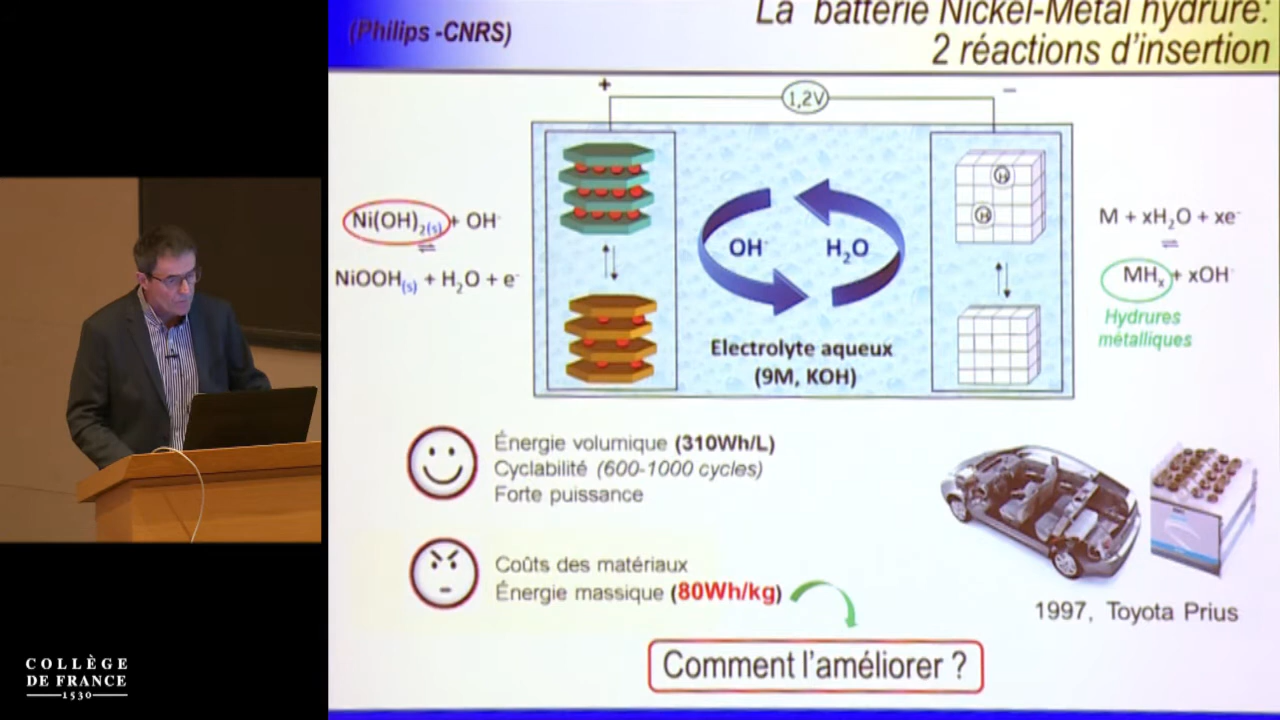 (Philips -CNRS)
La batterie Nickel-Métal hydrure:
2 réactions d'insertion
+
1,2V
−
Ni(OH)2(s) + OH-
⇌
NiOOH(s) + H2O + e-
OH-
H2O
H
H
M + xH2O + xe-
⇌
MHx + xOH-
Hydrures
métalliques
Electrolyte aqueux
(9M, KOH)
Énergie volumique (310Wh/L)
Cyclabilité (600-1000 cycles)
Forte puissance
Coûts des matériaux
Énergie massique (80Wh/kg)
1997, Toyota Prius
Comment l'améliorer ?
COLLÈGE
DE FRANCE
1530